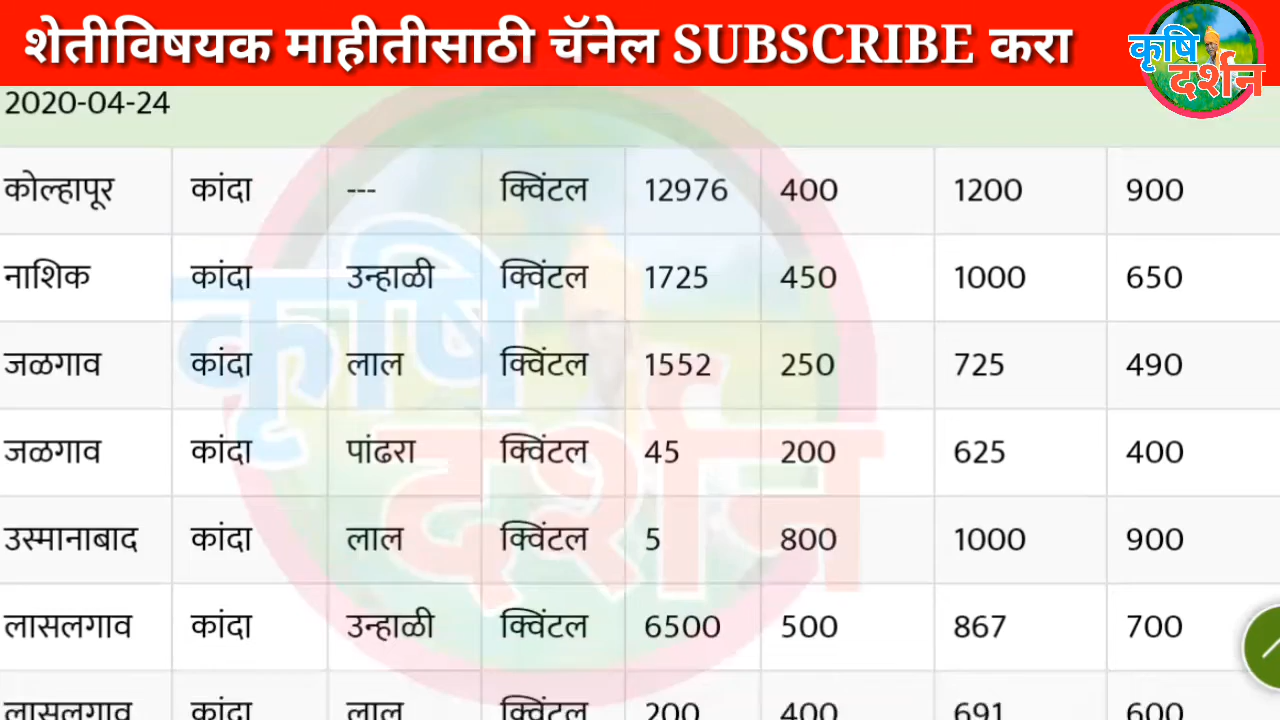 शेतीविषयक माहीतीसाठी चॅनेल SUBSCRIBE करा
कृषि
दर्शन
2020-04-24
कोल्हापूर कांदा --- क्विंटल 12976 400 1200 900
नाशिक कांदा उन्हाळी क्विंटल 1725 450 1000 650
जळगाव कांदा लाल क्विंटल 1552 250 725 490
जळगाव कांदा पांढरा क्विंटल 45 200 625 400
उस्मानाबाद कांदा लाल क्विंटल 5 800 1000 900
लासलगाव कांदा उन्हाळी क्विंटल 6500 500 867 700
लासलगाव कांदा लाल क्विंटल 200 400 691 600
कृषि
दर्शन